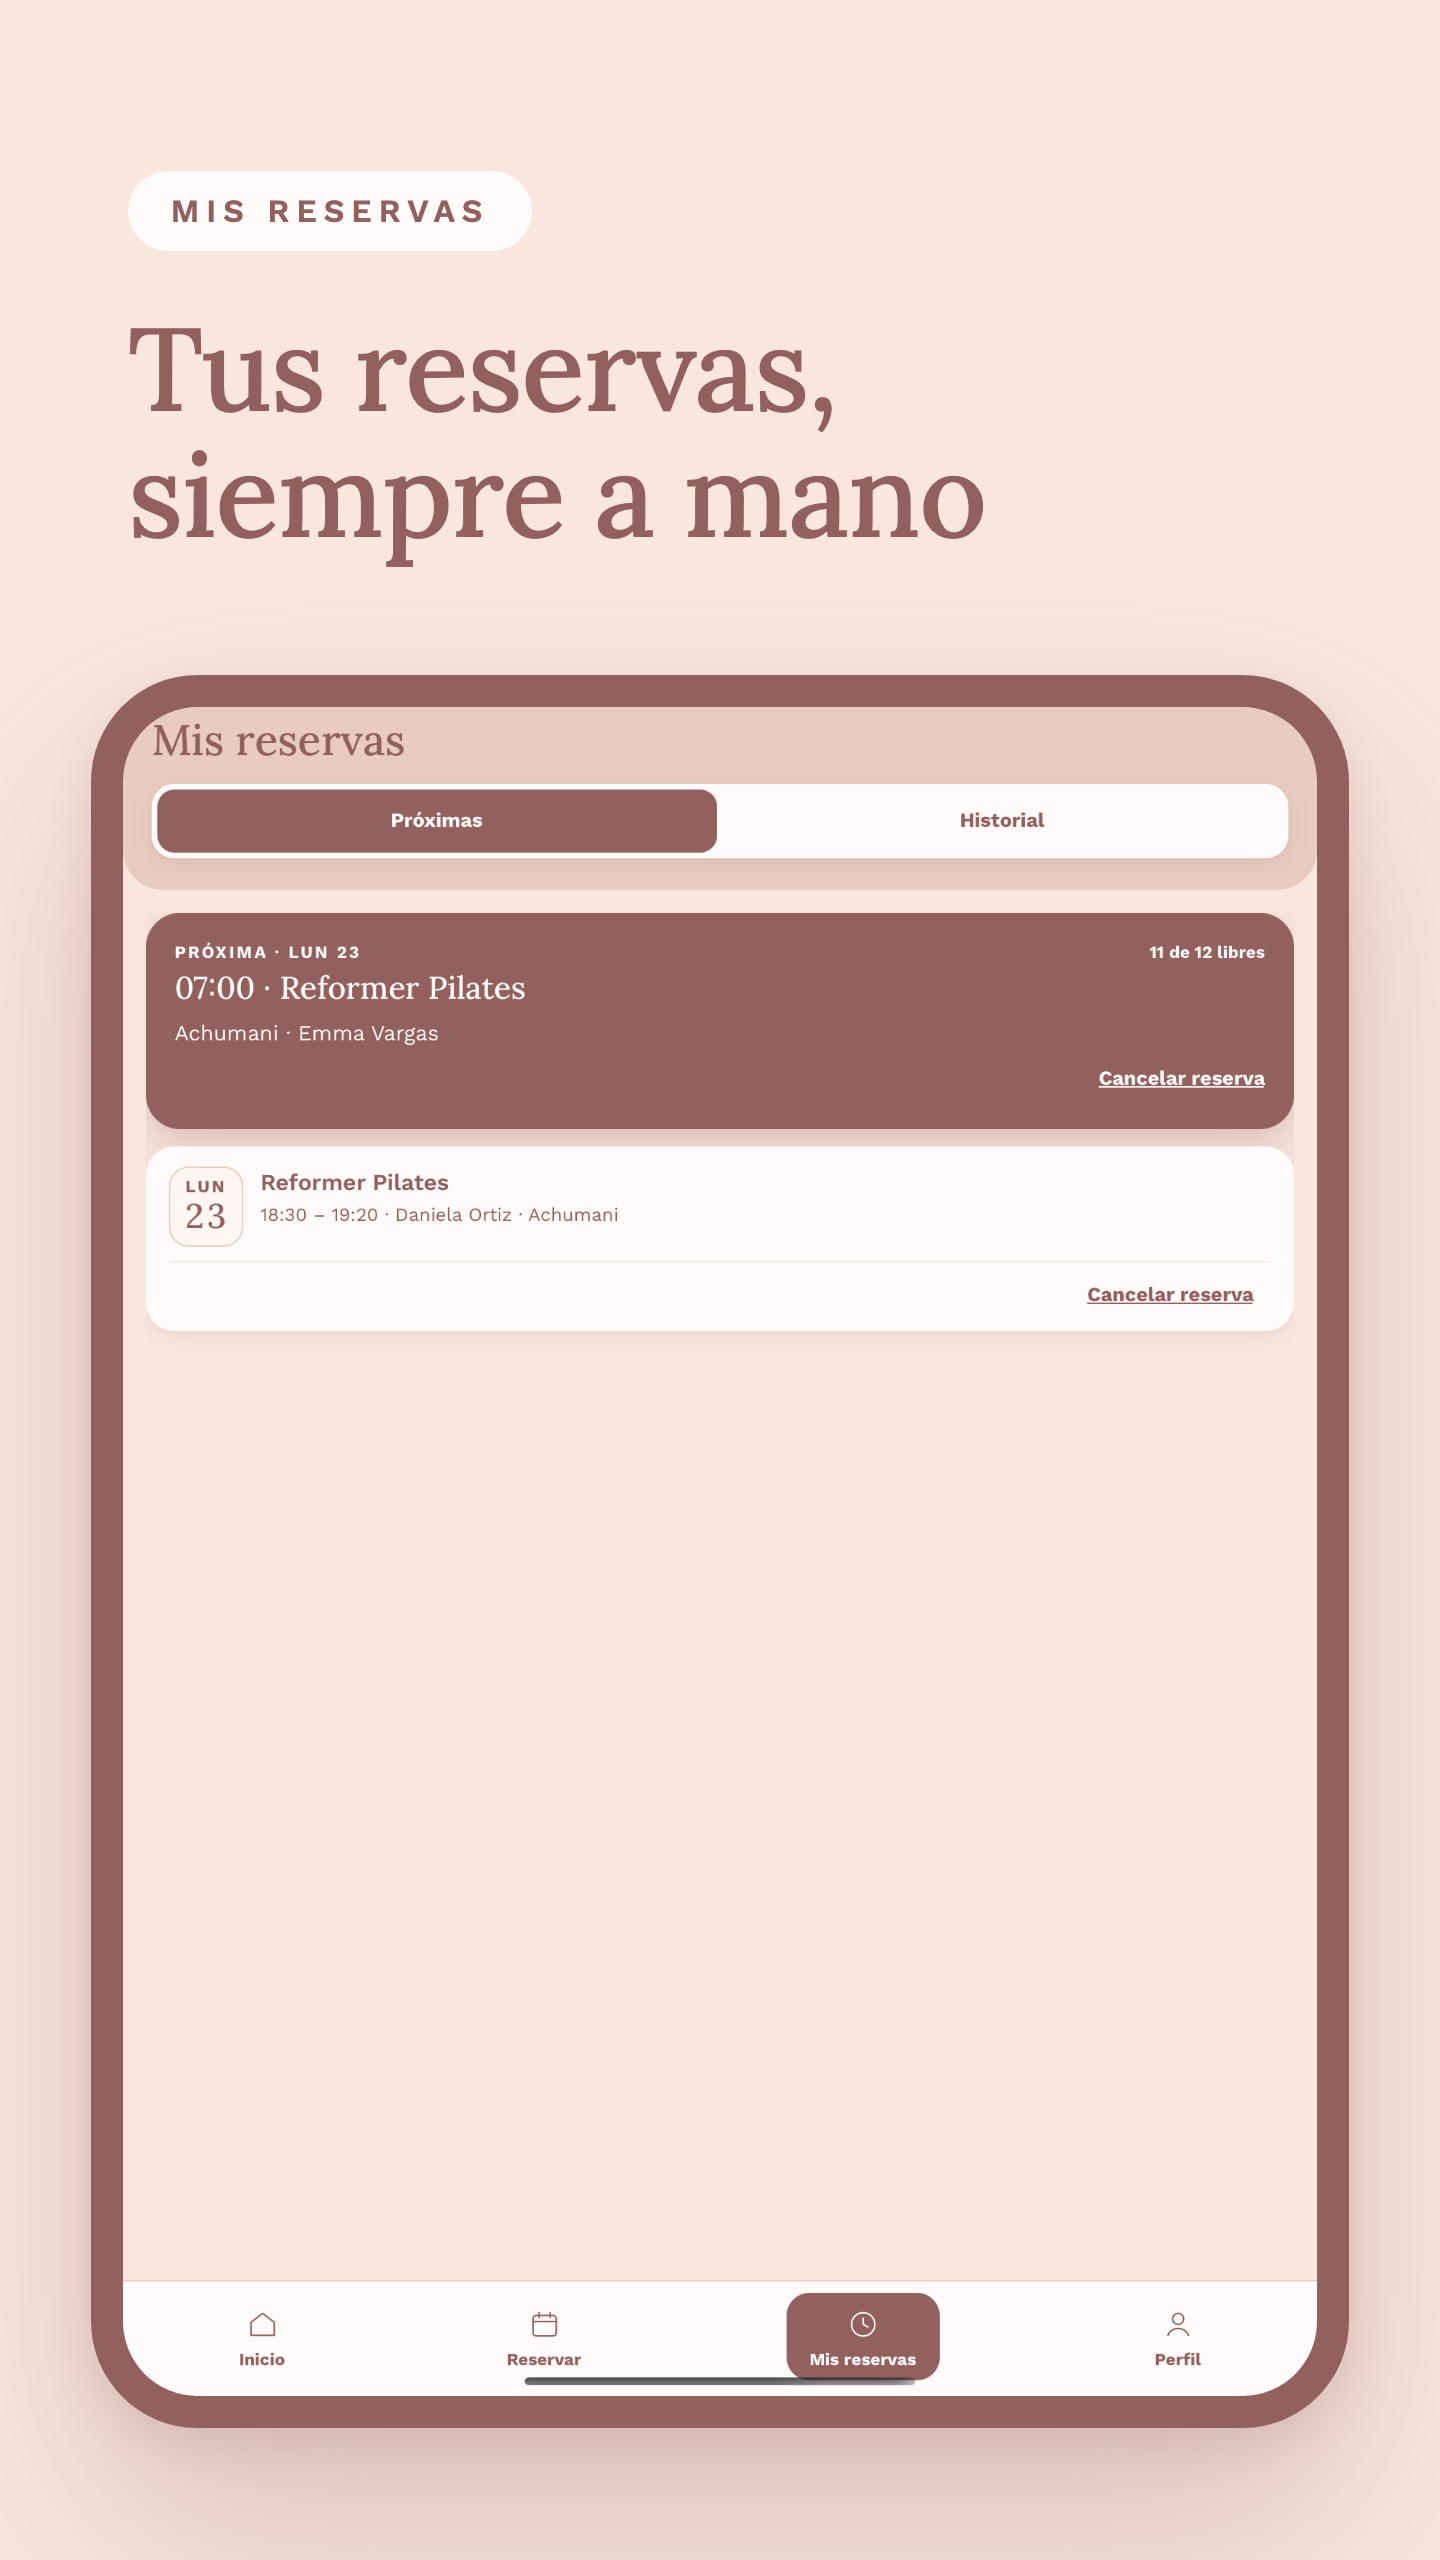 MIS RESERVAS
Tus reservas,
siempre a mano
Mis reservas
Próximas
Historial
PRÓXIMA · LUN 23
11 de 12 libres
07:00 · Reformer Pilates
Achumani · Emma Vargas
Cancelar reserva
LUN
23
Reformer Pilates
18:30 – 19:20 · Daniela Ortiz · Achumani
Cancelar reserva
Inicio
Reservar
Mis reservas
Perfil